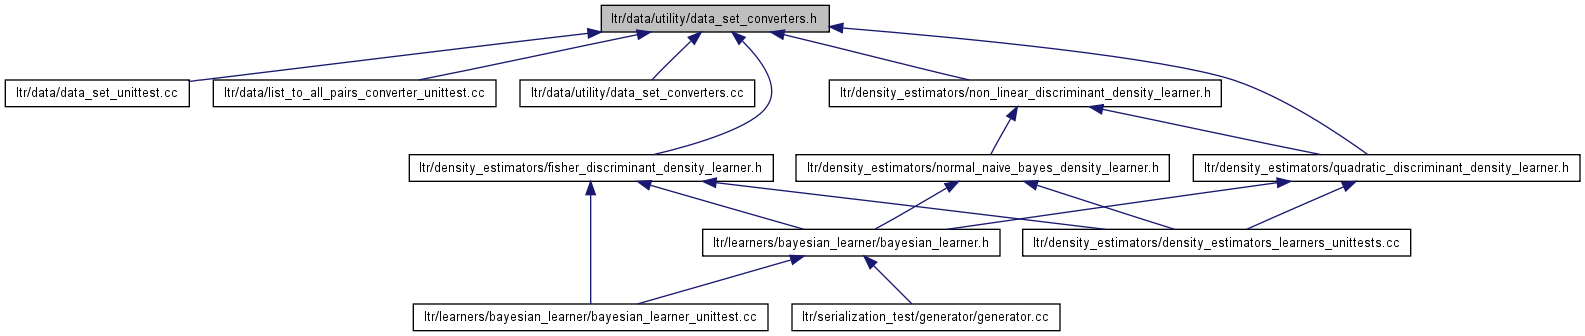 ltr/data/utility/data_set_converters.h
ltr/data/data_set_unittest.cc
ltr/data/list_to_all_pairs_converter_unittest.cc
ltr/data/utility/data_set_converters.cc
ltr/density_estimators/non_linear_discriminant_density_learner.h
ltr/density_estimators/fisher_discriminant_density_learner.h
ltr/density_estimators/normal_naive_bayes_density_learner.h
ltr/density_estimators/quadratic_discriminant_density_learner.h
ltr/learners/bayesian_learner/bayesian_learner.h
ltr/density_estimators/density_estimators_learners_unittests.cc
ltr/learners/bayesian_learner/bayesian_learner_unittest.cc
ltr/serialization_test/generator/generator.cc